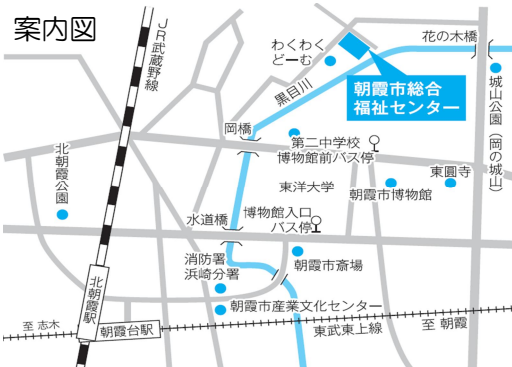 案内図
JR武蔵野線
わくわく
どーむ
花の木橋
黒目川
朝霞市総合
福祉センター
城山公園(岡の城山)
岡橋
第二中学校
博物館前バス停
北朝霞公園
東洋大学
朝霞市博物館
東圓寺
水道橋
博物館入口
バス停
消防署
浜崎分署
朝霞市斎場
北朝霞駅
朝霞市産業文化センター
至 志木
朝霞台駅
東武東上線
至 朝霞